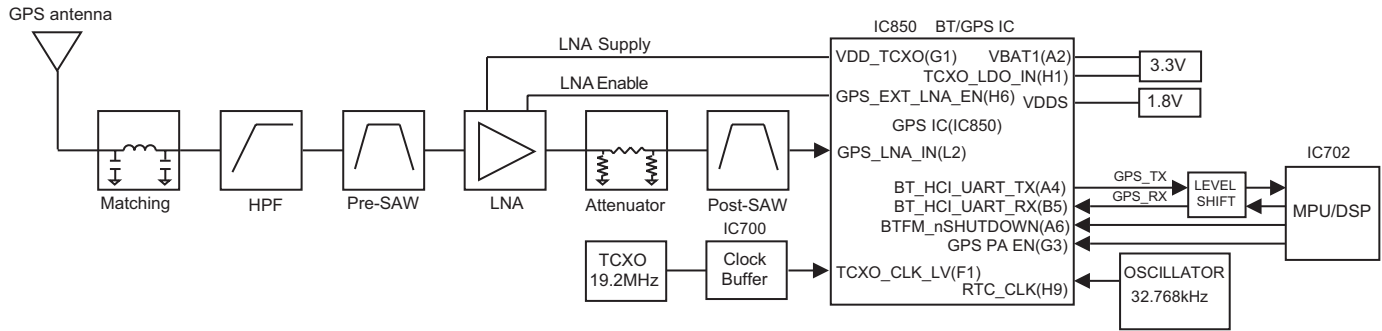 GPS antenna
IC850 BT/GPS IC
LNA Supply
VDD_TCXO(G1)
VBAT1(A2)
3.3V
TCXO_LDO_IN(H1)
LNA Enable
GPS_EXT_LNA_EN(H6)
VDDS
1.8V
GPS IC(IC850)
GPS_LNA_IN(L2)
IC702
BT_HCI_UART_TX(A4)
GPS_TX
LEVEL
SHIFT
BT_HCI_UART_RX(B5)
GPS_RX
MPU/DSP
BTFM_nSHUTDOWN(A6)
GPS PA EN(G3)
Matching
HPF
Pre-SAW
LNA
Attenuator
Post-SAW
IC700
TCXO
19.2MHz
Clock
Buffer
TCXO_CLK_LV(F1)
RTC_CLK(H9)
OSCILLATOR
32.768kHz